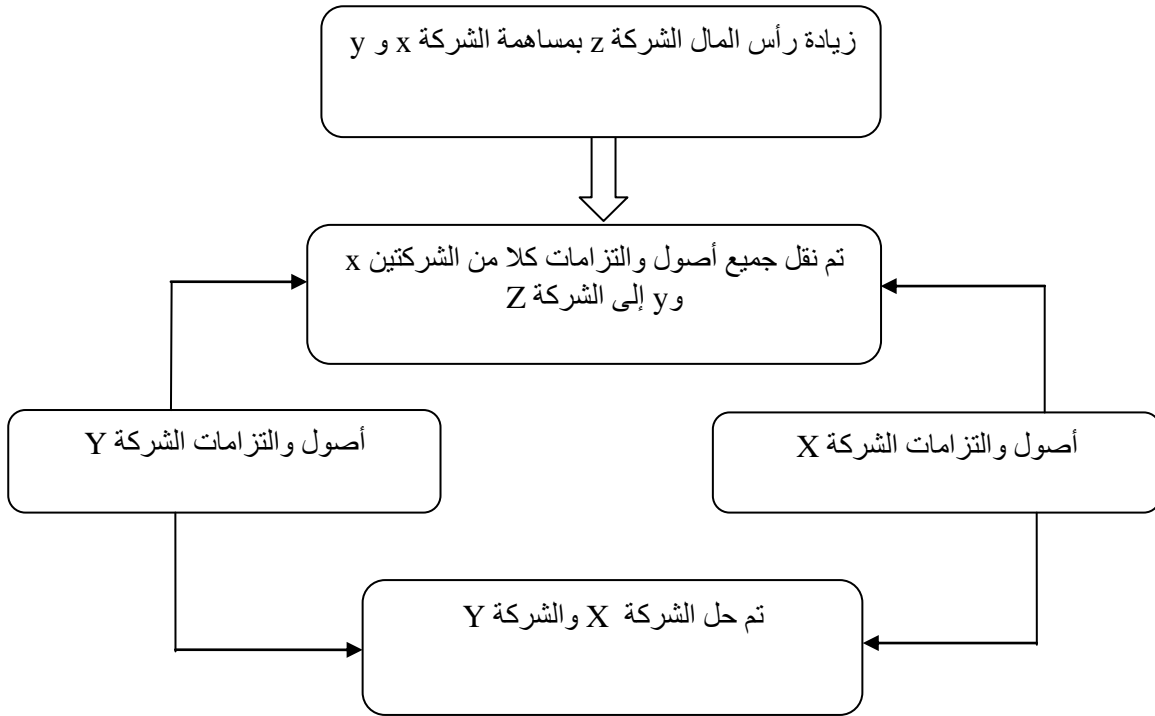 زيادة رأس المال الشركة z بمساهمة الشركة x و y
تم نقل جميع أصول والتزامات كلا من الشركتين x
وy إلى الشركة Z
أصول والتزامات الشركة X
أصول والتزامات الشركة Y
تم حل الشركة X والشركة Y